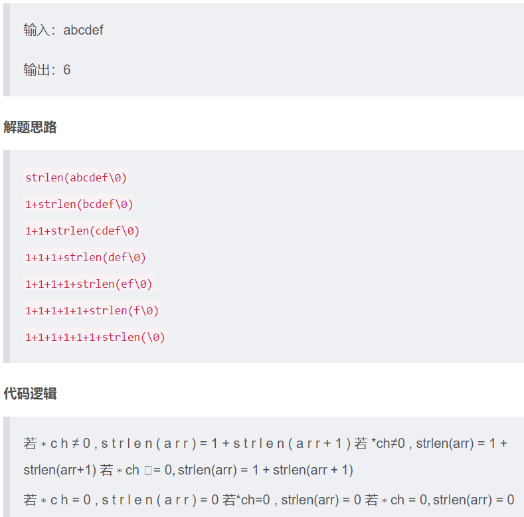 输入：abcdef
输出：6
解题思路
strlen(abcdef\0)
1+strlen(bcdef\0)
1+1+strlen(cdef\0)
1+1+1+strlen(def\0)
1+1+1+1+strlen(ef\0)
1+1+1+1+1+strlen(f\0)
1+1+1+1+1+1+strlen(\0)
代码逻辑
若 ∗ c h ≠ 0 , s t r l e n ( a r r ) = 1 + s t r l e n ( a r r + 1 ) 若 *ch≠0 , strlen(arr) = 1 +
strlen(arr+1) 若 ∗ ch □= 0, strlen(arr) = 1 + strlen(arr + 1)
若 ∗ c h = 0 , s t r l e n ( a r r ) = 0 若*ch=0 , strlen(arr) = 0 若 ∗ ch = 0, strlen(arr) = 0